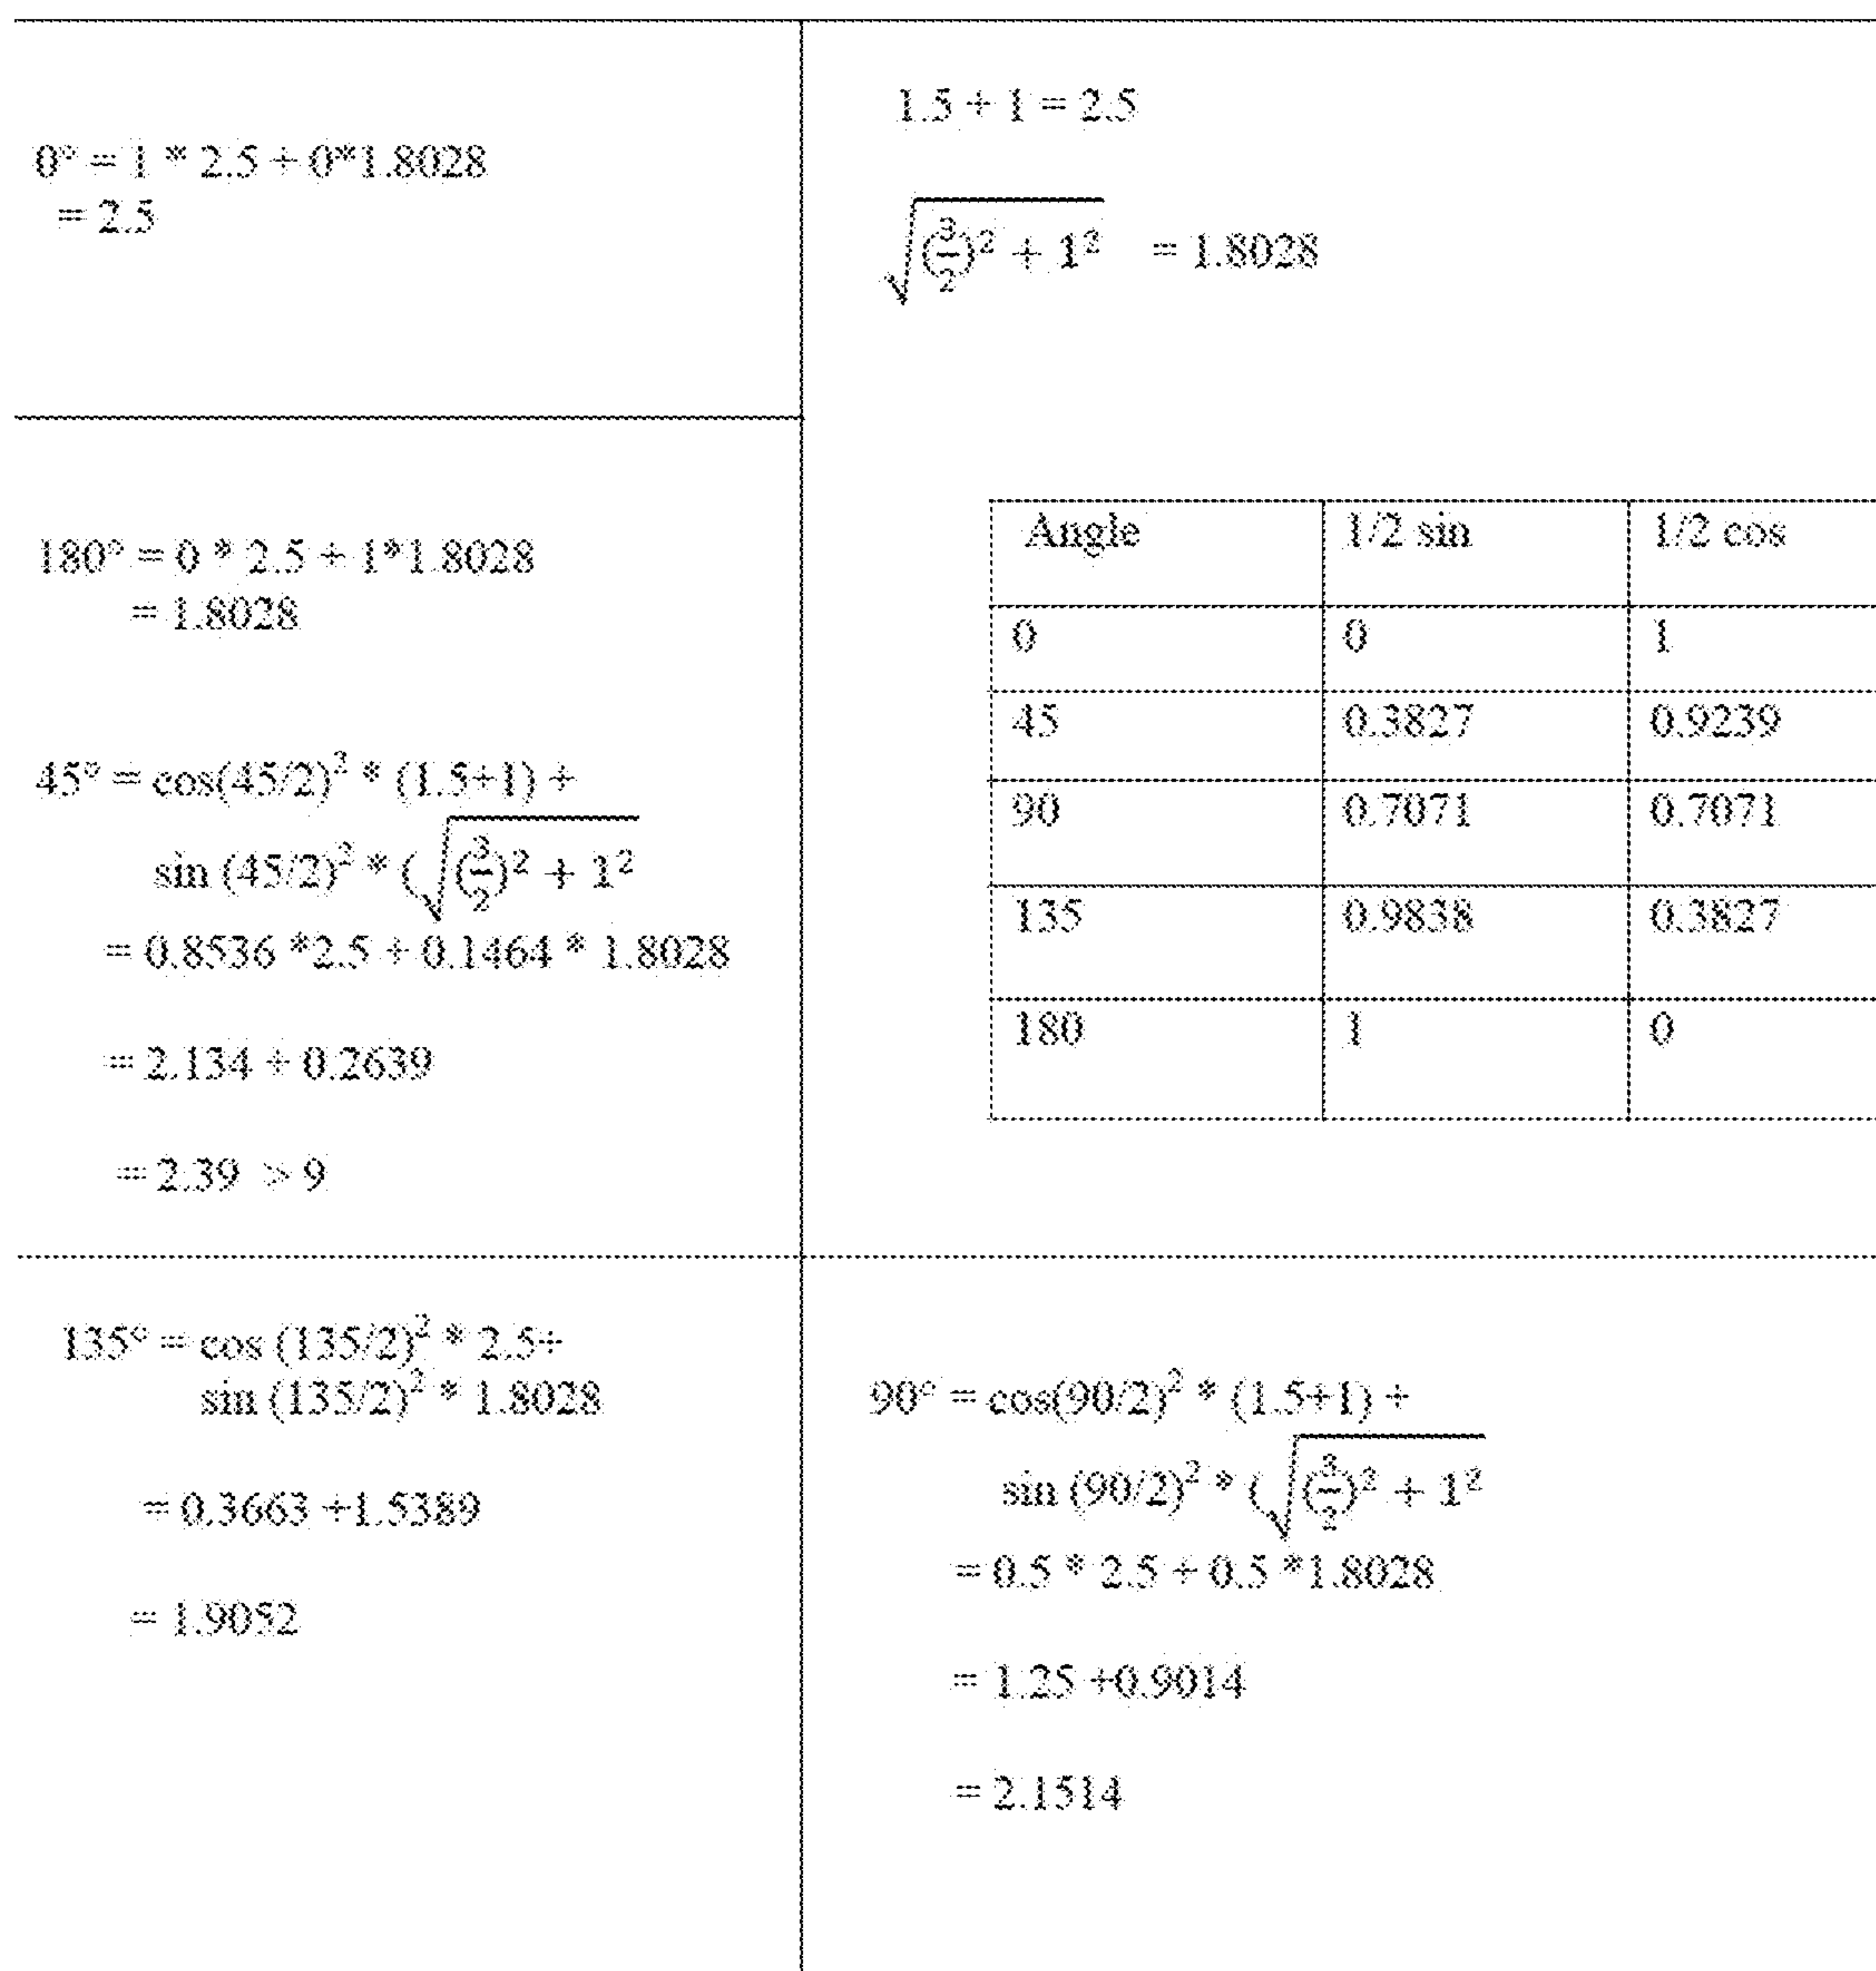 0° = 1 * 2.5 + 0*1.8028
= 2.5
1.5 + 1 = 2.5
√((3/2)² + 1²) = 1.8028
180° = 0 * 2.5 + 1*1.8028
= 1.8028
45° = cos(45/2)² * (1.5+1) +
sin (45/2)² * (√((3/2)² + 1²)
= 0.8536 *2.5 + 0.1464 * 1.8028
= 2.134 + 0.2639
= 2.39 > 9
Angle 1/2 sin 1/2 cos
0 0 1
45 0.3827 0.9239
90 0.7071 0.7071
135 0.9838 0.3827
180 1 0
135° = cos (135/2)² * 2.5+
sin (135/2)² * 1.8028
= 0.3663 +1.5389
= 1.9052
90° = cos(90/2)² * (1.5+1) +
sin (90/2)² * (√((3/2)² + 1²)
= 0.5 * 2.5 + 0.5 *1.8028
= 1.25 +0.9014
= 2.1514